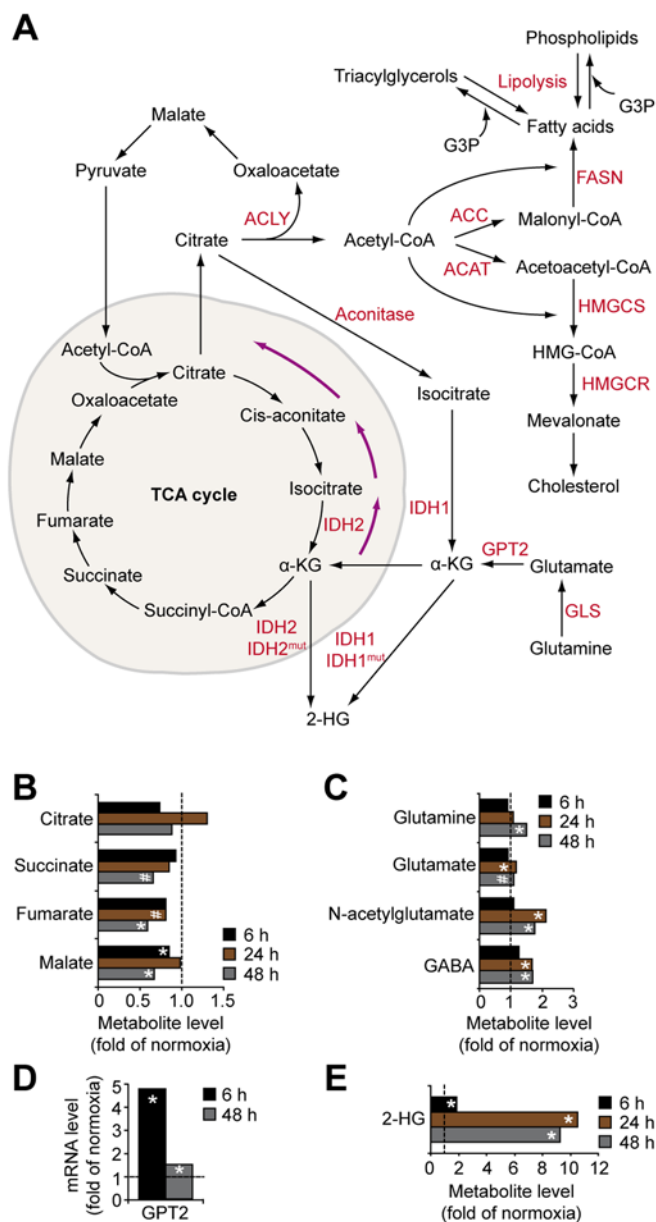 A
Phospholipids
Triacylglycerols
Lipolysis
G3P
G3P
Fatty acids
Malate
Pyruvate
Oxaloacetate
FASN
ACLY
ACC
Malonyl-CoA
Citrate
Acetyl-CoA
ACAT
Acetoacetyl-CoA
Aconitase
HMGCS
Acetyl-CoA
Citrate
HMG-CoA
Oxaloacetate
Isocitrate
HMGCR
Cis-aconitate
Mevalonate
Malate
TCA cycle
Isocitrate
Cholesterol
Fumarate
IDH2
IDH1
GPT2
α-KG
α-KG
Glutamate
Succinate
Succinyl-CoA
GLS
IDH2
IDH2mut
IDH1
IDH1mut
Glutamine
2-HG
B
6 h
24 h
48 h
Citrate
Succinate
#
Fumarate
#
*
Malate
*
*
0 0.5 1.0 1.5
Metabolite level
(fold of normoxia)
C
6 h
24 h
48 h
Glutamine
*
Glutamate
*
#
N-acetylglutamate
*
*
GABA
*
*
0 1 2 3
Metabolite level
(fold of normoxia)
D
6 h
48 h
mRNA level
(fold of normoxia)
5
4
3
2
1
0
*
*
GPT2
E
6 h
24 h
48 h
2-HG
*
*
*
0 2 4 6 8 10 12
Metabolite level
(fold of normoxia)